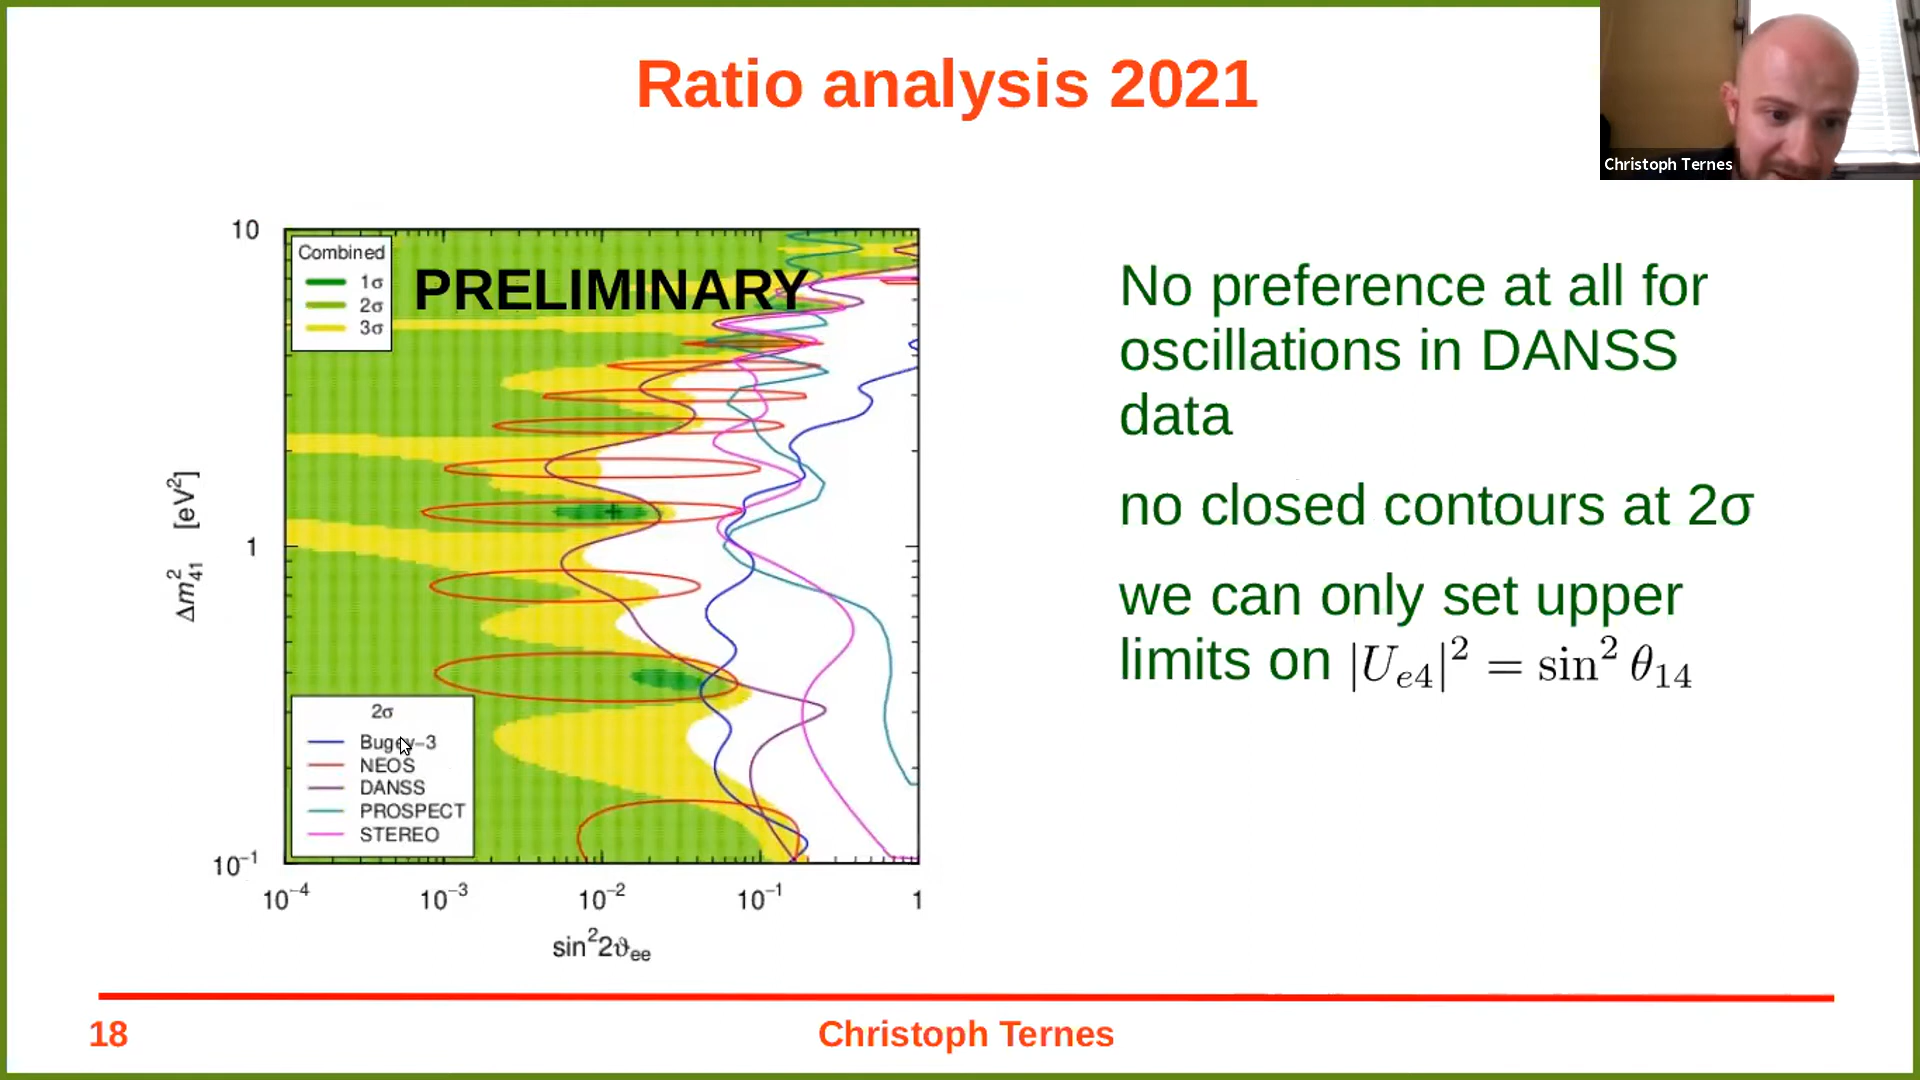 Ratio analysis 2021
Christoph Ternes
10
1
10⁻¹
Δm²₄₁ [eV²]
Combined
1σ
2σ
3σ
PRELIMINARY
2σ
Bugey−3
NEOS
DANSS
PROSPECT
STEREO
10⁻⁴ 10⁻³ 10⁻² 10⁻¹ 1
sin²2ϑₑₑ
No preference at all for
oscillations in DANSS
data
no closed contours at 2σ
we can only set upper
limits on |Uₑ₄|² = sin² θ₁₄
18
Christoph Ternes